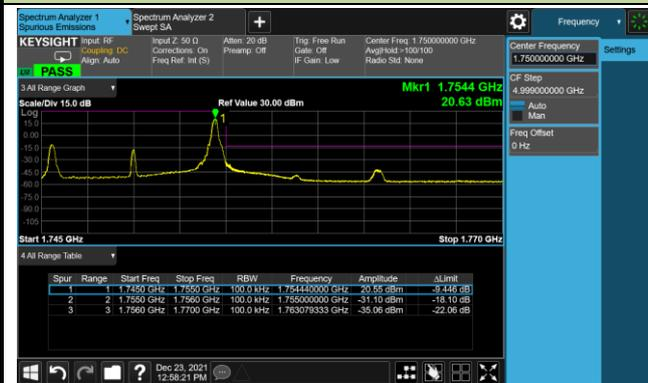 Spectrum Analyzer 1
Spurious Emissions
Spectrum Analyzer 2
Swept SA
+
Frequency
KEYSIGHT
Input: RF
Coupling: DC
Align: Auto
Input Z: 50 Ω
Corrections: On
Freq Ref: Int (S)
Atten: 20 dB
Preamp: Off
Trig: Free Run
Gate: Off
IF Gain: Low
Center Freq: 1.750000000 GHz
Avg|Hold:>100/100
Radio Std: None
PASS
3 All Range Graph
Mkr1 1.7544 GHz
Scale/Div 15.0 dB
Ref Value 30.00 dBm
20.63 dBm
Log
1
15.0
0.00
-15.0
-30.0
-45.0
-60.0
-75.0
-90.0
-105
Start 1.745 GHz
Stop 1.770 GHz
4 All Range Table
Spur Range Start Freq Stop Freq RBW Frequency Amplitude ΔLimit
1 1 1.7450 GHz 1.7550 GHz 100.0 kHz 1.754440000 GHz 20.55 dBm -9.446 dB
2 2 1.7550 GHz 1.7560 GHz 100.0 kHz 1.755000000 GHz -31.10 dBm -18.10 dB
3 3 1.7560 GHz 1.7700 GHz 100.0 kHz 1.763079333 GHz -35.06 dBm -22.06 dB
Center Frequency
1.750000000 GHz
Settings
CF Step
4.999000000 GHz
Auto
Man
Freq Offset
0 Hz
?
Dec 23, 2021
12:58:21 PM